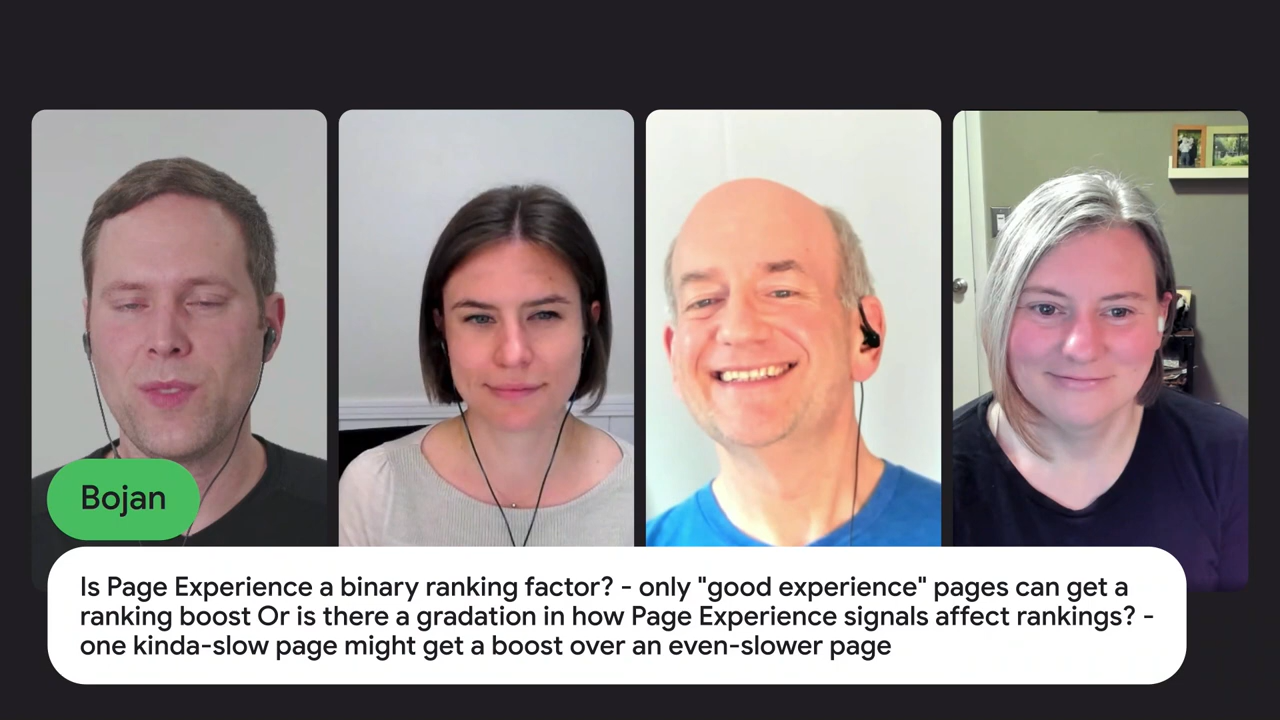 Bojan
Is Page Experience a binary ranking factor? - only "good experience" pages can get a
ranking boost Or is there a gradation in how Page Experience signals affect rankings? -
one kinda-slow page might get a boost over an even-slower page